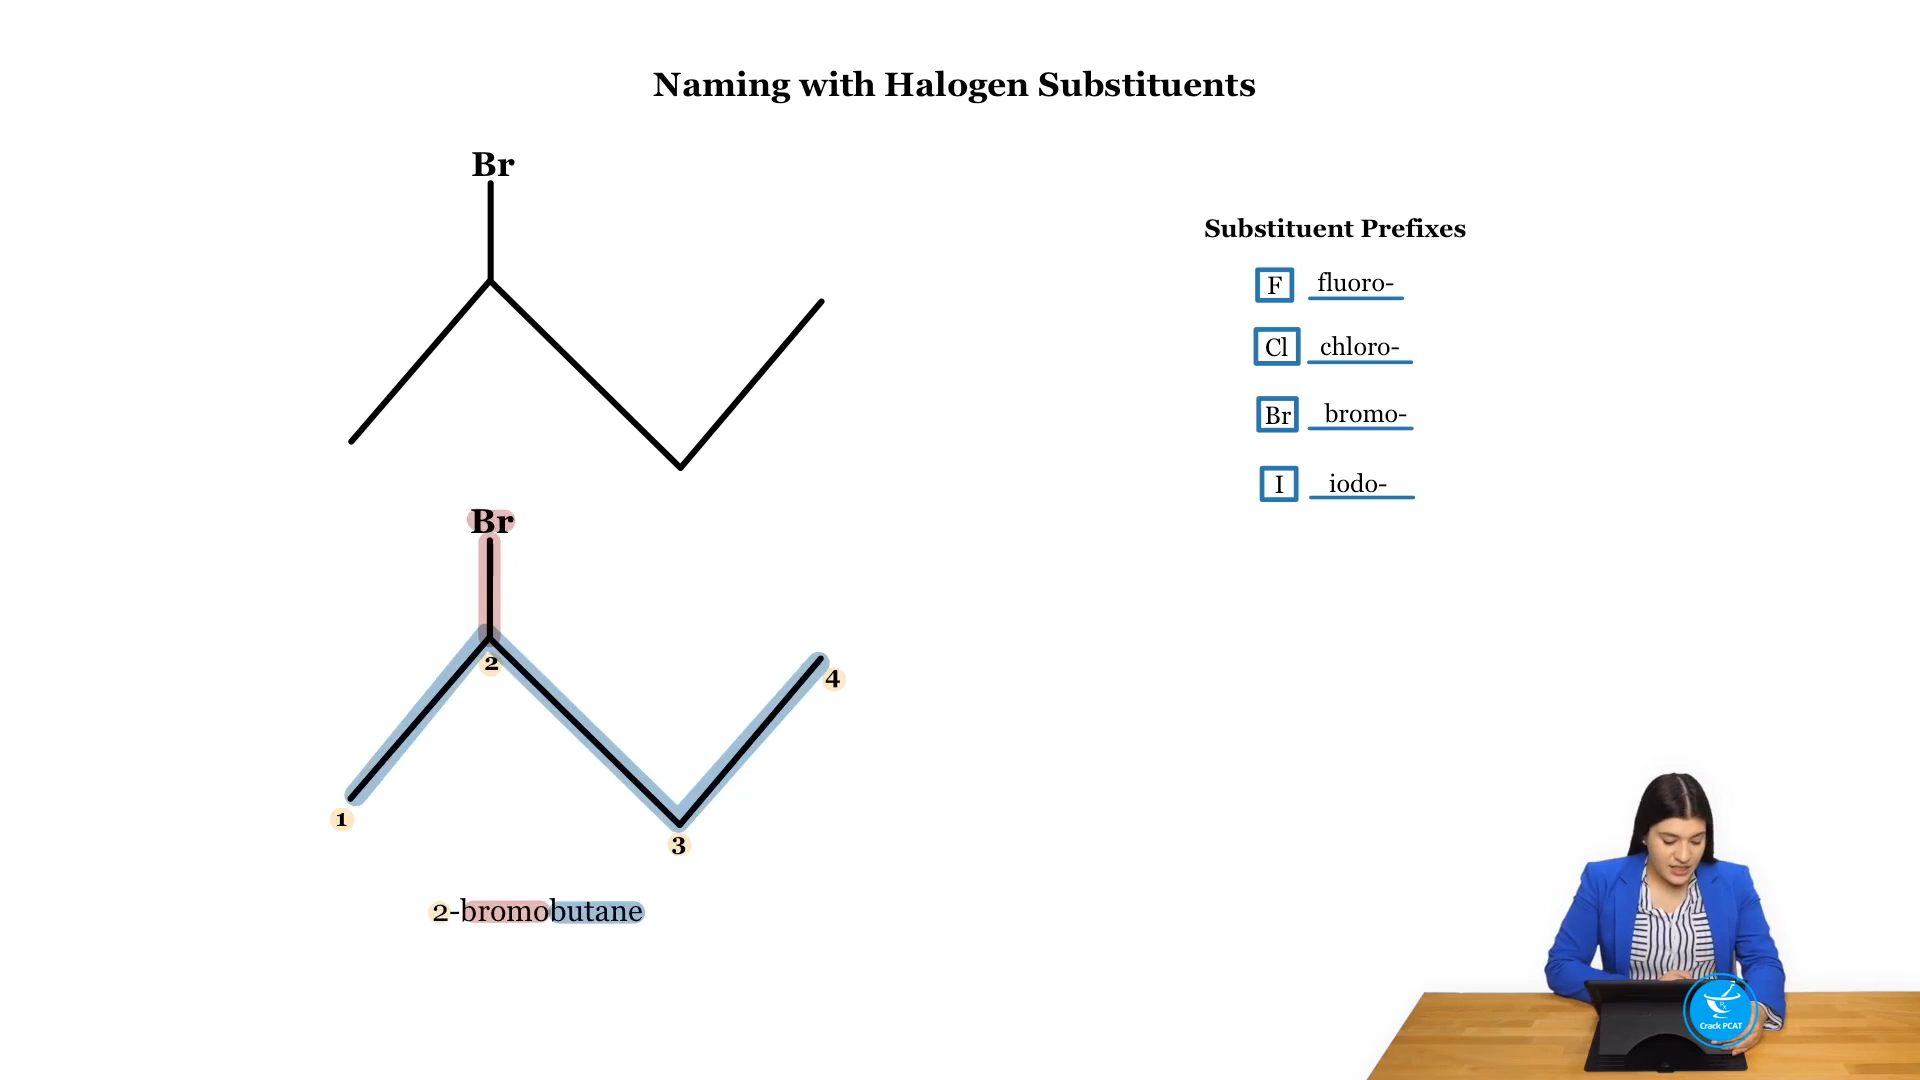 Naming with Halogen Substituents
Br
Substituent Prefixes
F fluoro-
Cl chloro-
Br bromo-
I iodo-
Br
2
4
1
3
2-bromobutane
Crack PCAT